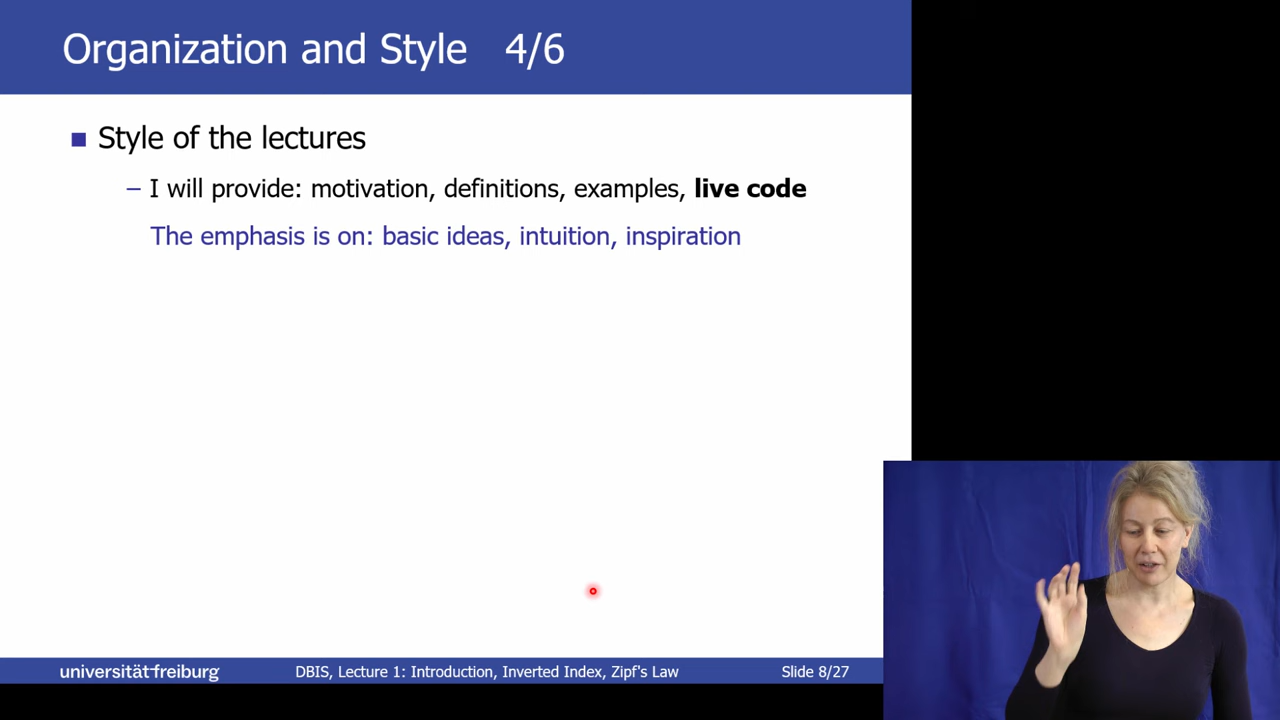 Organization and Style 4/6
Style of the lectures
– I will provide: motivation, definitions, examples, live code
The emphasis is on: basic ideas, intuition, inspiration
universität freiburg
DBIS, Lecture 1: Introduction, Inverted Index, Zipf's Law
Slide 8/27